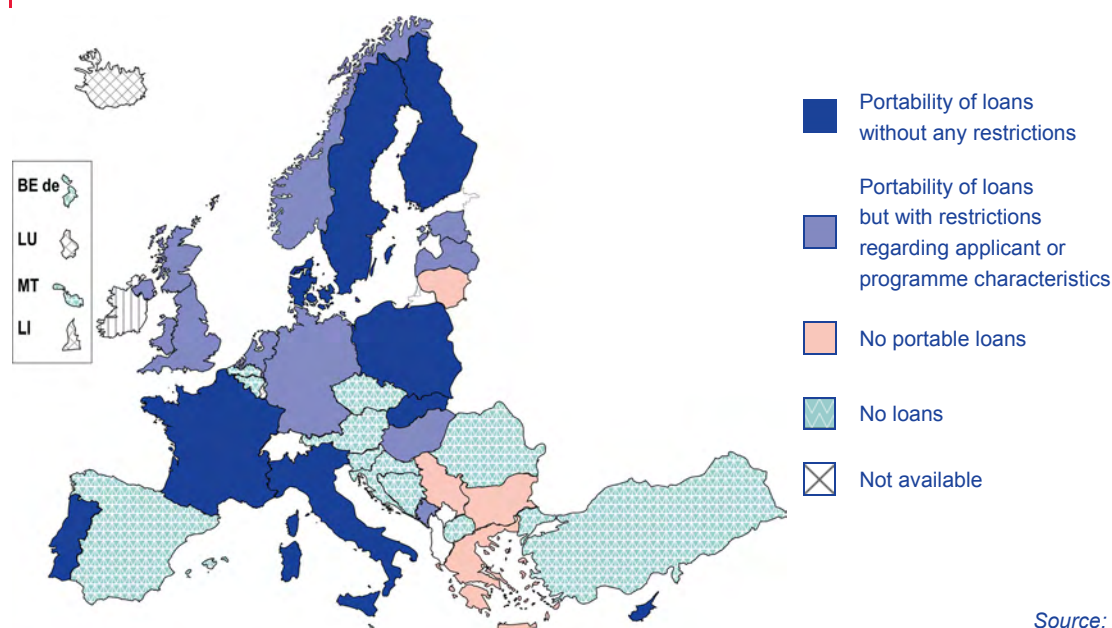 BE de
LU
MT
LI
Portability of loans
without any restrictions
Portability of loans
but with restrictions
regarding applicant or
programme characteristics
No portable loans
No loans
Not available
Source: